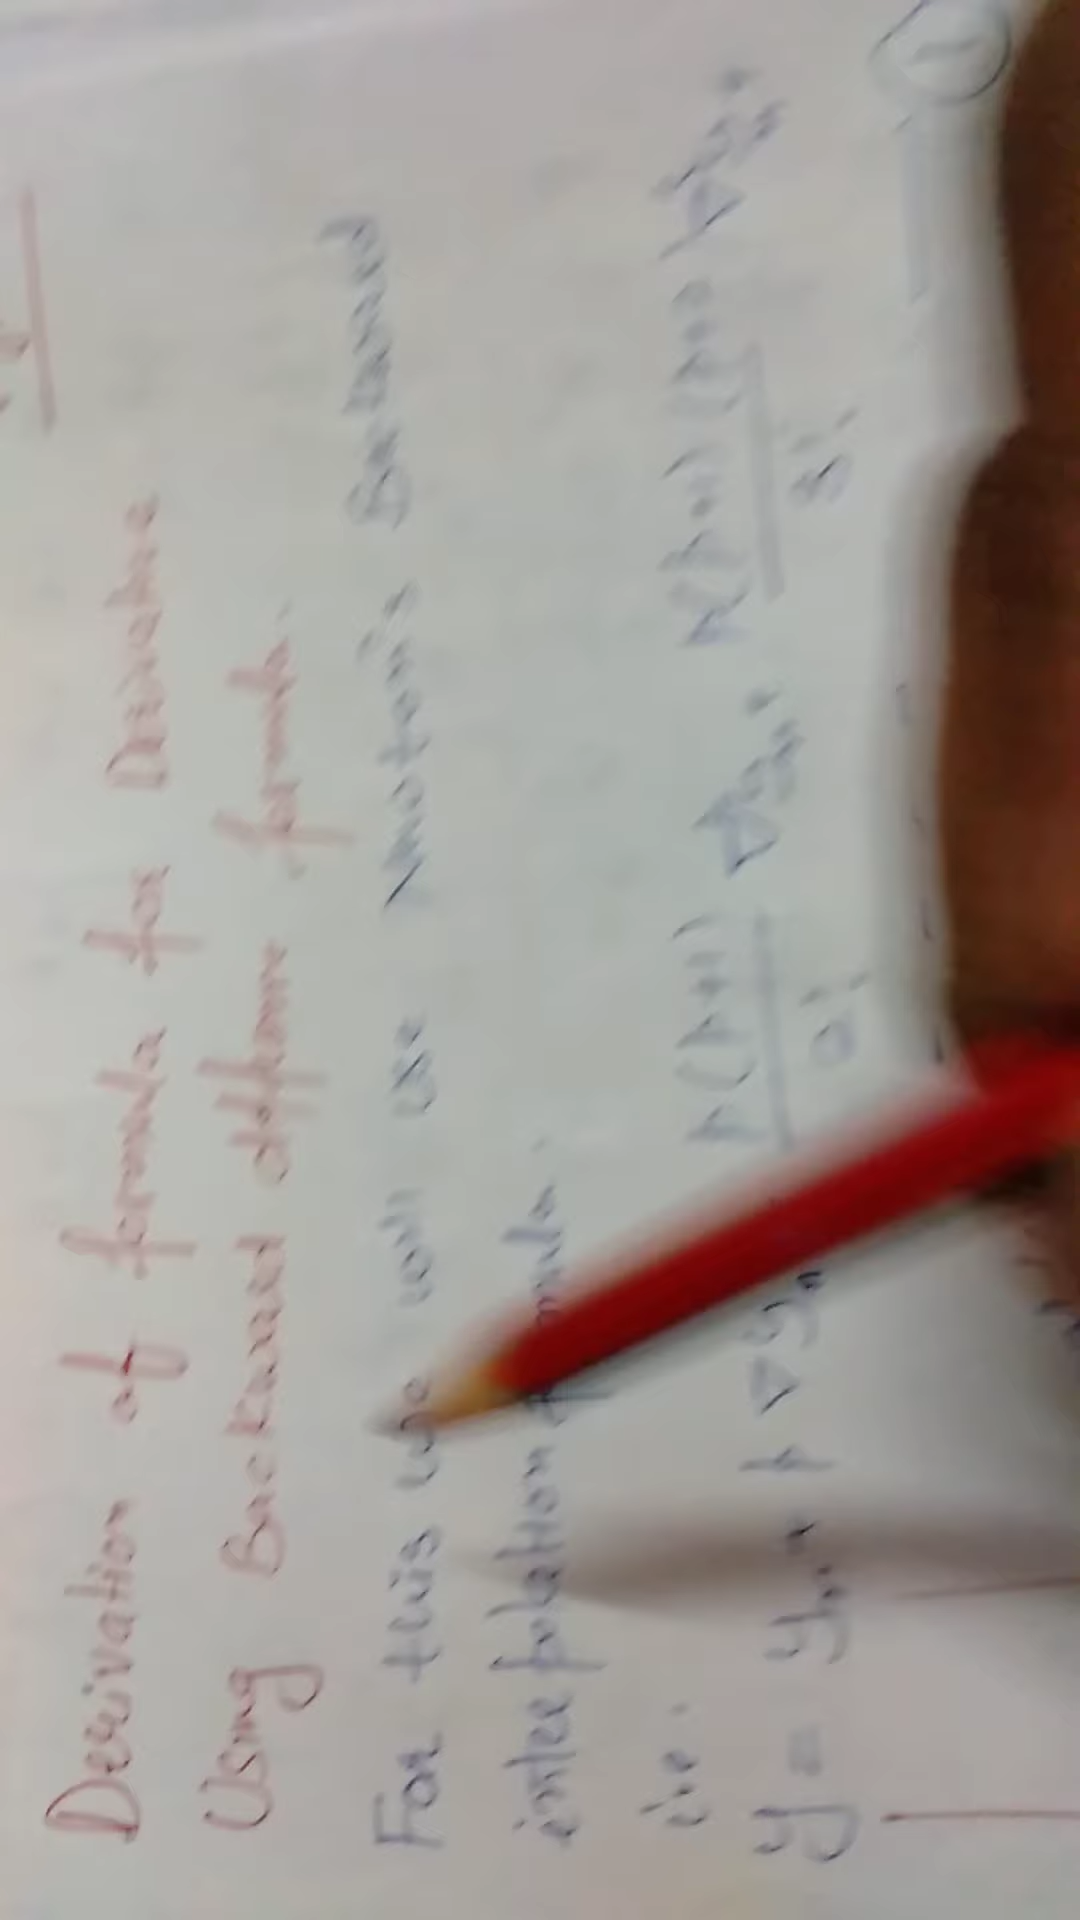 Derivation of formula for Derivative
Using Backward difference formula.
For this we will use Newton's Backward
interpolation formula.
i.e.
y = yn + p ∇yn p(p+1)/2! ∇²yn + p(p+1)(p+2)/3! ∇³yn +
1